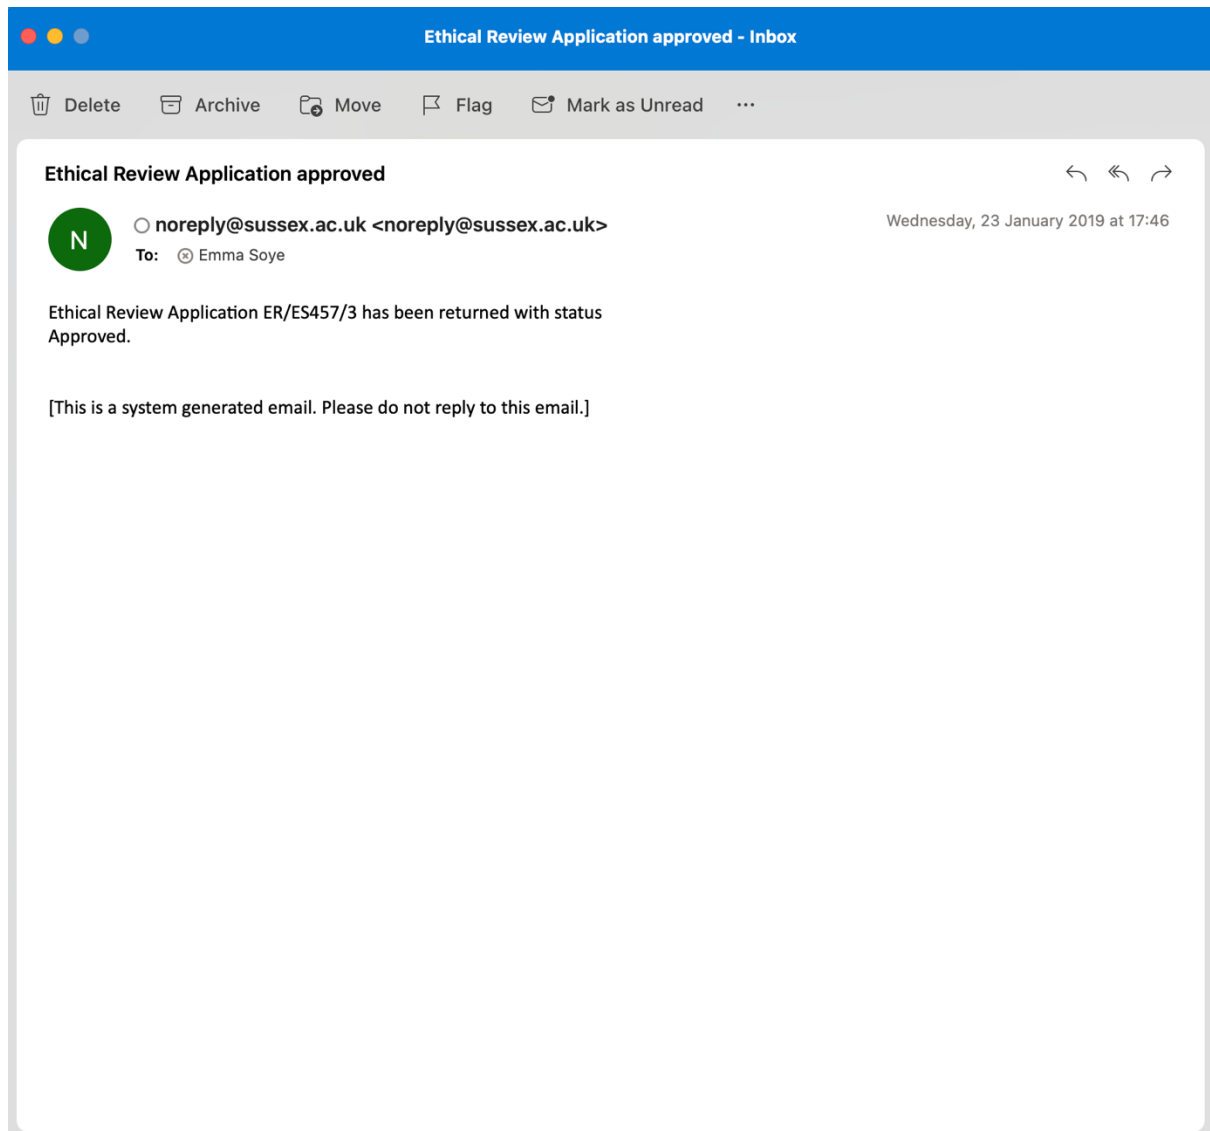 Ethical Review Application approved - Inbox
Delete Archive Move Flag Mark as Unread ...
Ethical Review Application approved
N
noreply@sussex.ac.uk <noreply@sussex.ac.uk>
Wednesday, 23 January 2019 at 17:46
To: Emma Soye
Ethical Review Application ER/ES457/3 has been returned with status
Approved.
[This is a system generated email. Please do not reply to this email.]